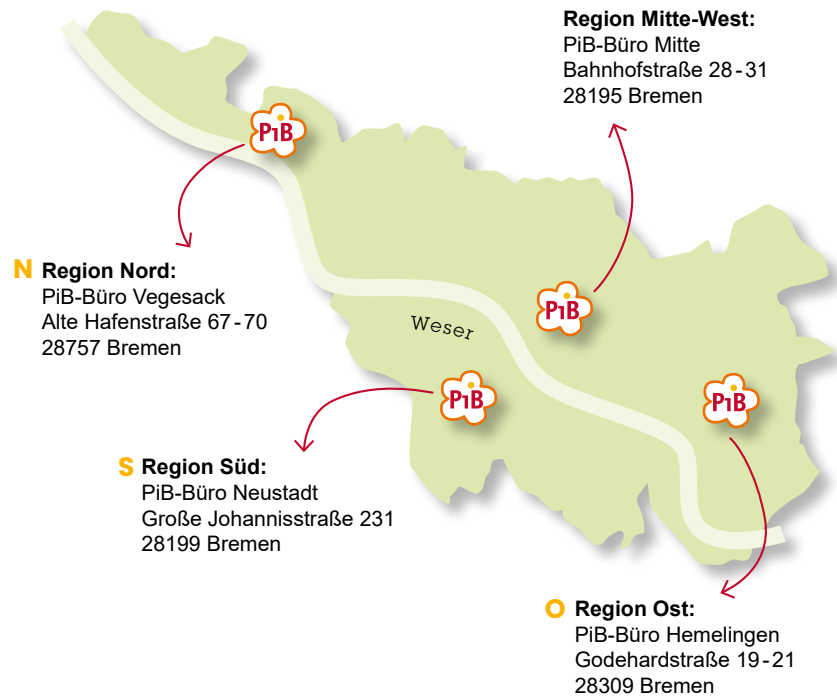 Region Mitte-West:
PiB-Büro Mitte
Bahnhofstraße 28-31
28195 Bremen
PiB
N Region Nord:
PiB-Büro Vegesack
Alte Hafenstraße 67-70
28757 Bremen
PiB
Weser
PiB
PiB
S Region Süd:
PiB-Büro Neustadt
Große Johannisstraße 231
28199 Bremen
O Region Ost:
PiB-Büro Hemelingen
Godehardstraße 19-21
28309 Bremen